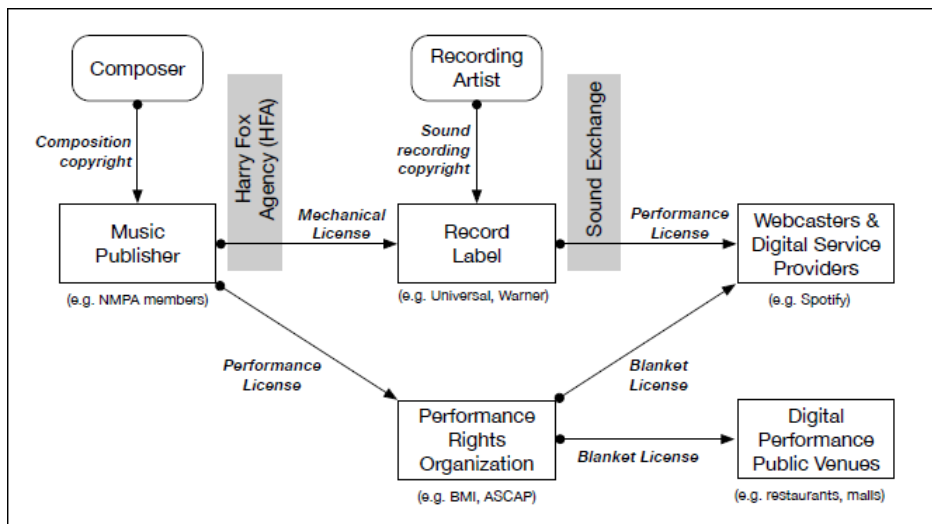 Composer
Recording
Artist
Harry Fox
Agency (HFA)
Sound Exchange
Composition
copyright
Sound
recording
copyright
Music
Publisher
Mechanical
License
Record
Label
Performance
License
Webcasters &
Digital Service
Providers
(e.g. NMPA members)
(e.g. Universal, Warner)
(e.g. Spotify)
Performance
License
Blanket
License
Performance
Rights
Organization
Blanket License
Digital
Performance
Public Venues
(e.g. BMI, ASCAP)
(e.g. restaurants, malls)